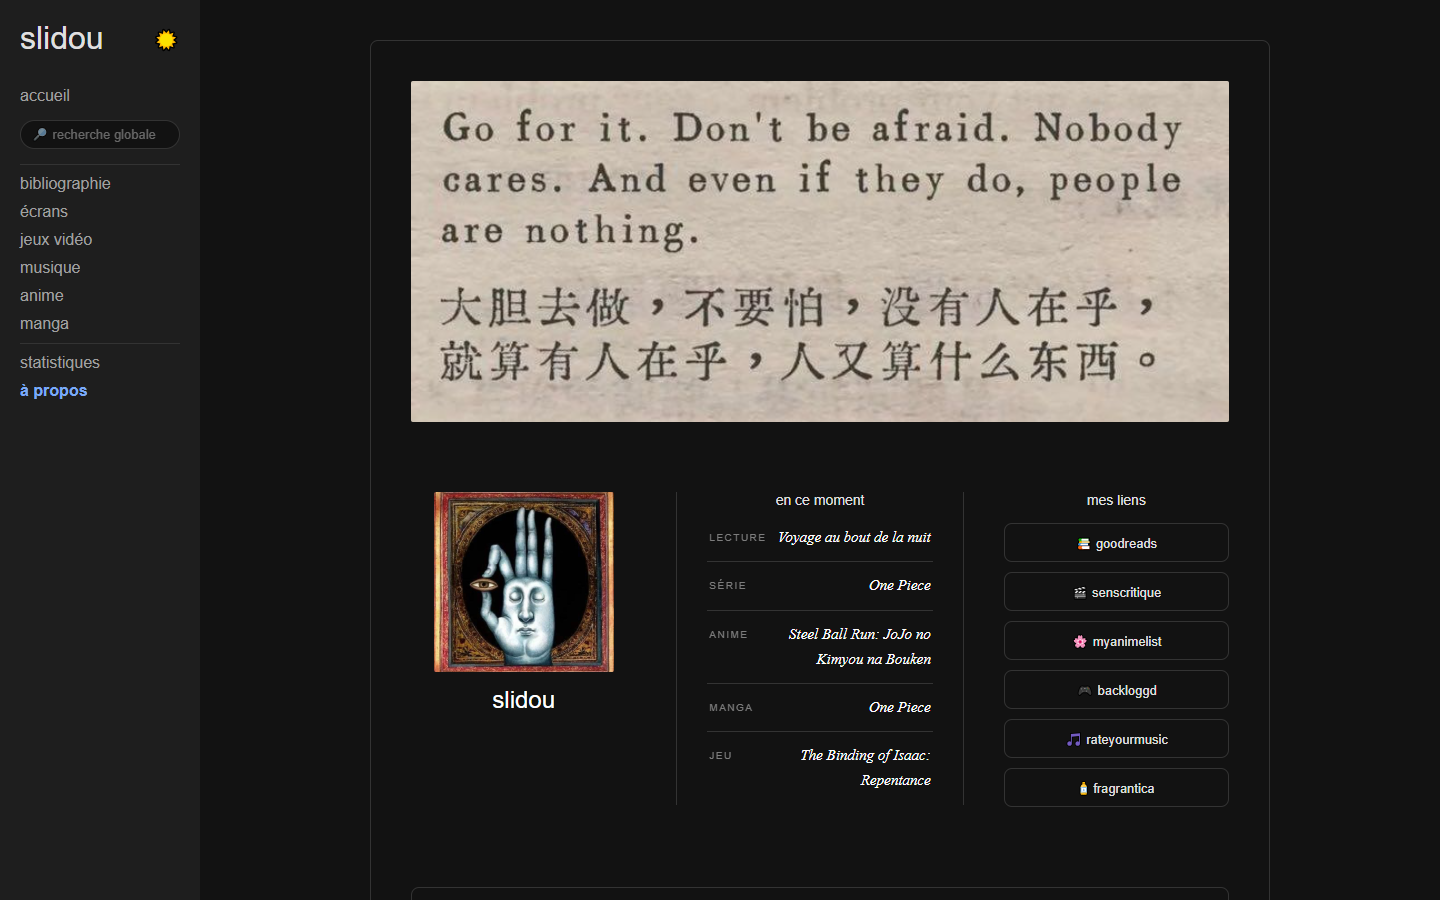 slidou
accueil
recherche globale
bibliographie
écrans
jeux vidéo
musique
anime
manga
statistiques
à propos
Go for it. Don't be afraid. Nobody
cares. And even if they do, people
are nothing.
大胆去做，不要怕，没有人在乎，
就算有人在乎，人又算什么东西。
slidou
en ce moment
LECTURE Voyage au bout de la nuit
SÉRIE One Piece
ANIME Steel Ball Run: JoJo no
Kimyou na Bouken
MANGA One Piece
JEU The Binding of Isaac:
Repentance
mes liens
goodreads
senscritique
myanimelist
backloggd
rateyourmusic
fragrantica